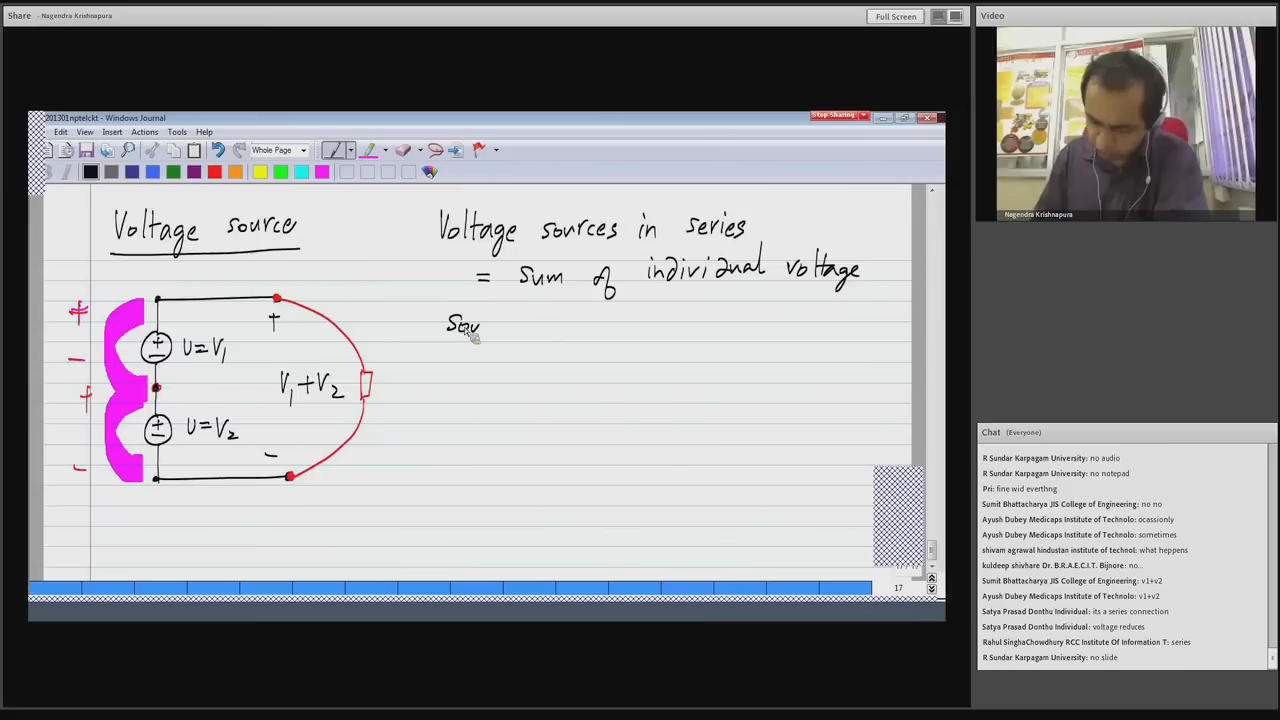 Share - Nagendra Krishnapura
Full Screen
Video
201301nptelckt - Windows Journal
Stop Sharing
Edit View Insert Actions Tools Help
Whole Page
Voltage source
Voltage sources in series
= sum of individual voltage
Sou
+
-
+
-
+ -
U=V1
+ -
U=V2
+
V1+V2
-
17
Nagendra Krishnapura
Chat (Everyone)
R Sundar Karpagam University: no audio
R Sundar Karpagam University: no notepad
Pri: fine wid everthng
Sumit Bhattacharya JIS College of Engineering: no no
Ayush Dubey Medicaps Institute of Technolo: ocassionly
Ayush Dubey Medicaps Institute of Technolo: sometimes
shivam agrawal hindustan institute of technol: what happens
kuldeep shivhare Dr. B.R.A.E.C.I.T. Bijnore: no...
Sumit Bhattacharya JIS College of Engineering: v1+v2
Ayush Dubey Medicaps Institute of Technolo: v1+v2
Satya Prasad Donthu Individual: its a series connection
Satya Prasad Donthu Individual: voltage reduces
Rahul SinghaChowdhury RCC Institute Of Information T: series
R Sundar Karpagam University: no slide